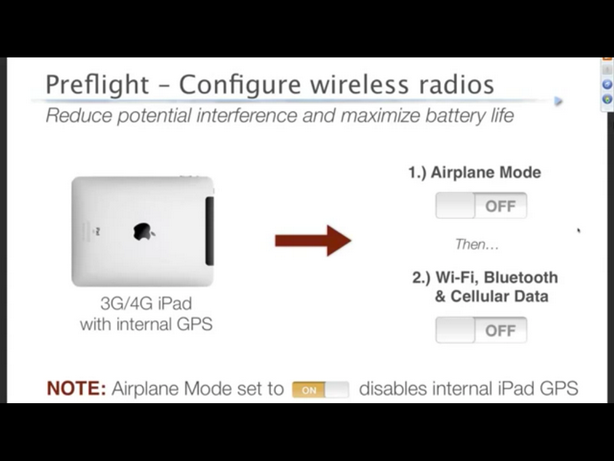 Preflight – Configure wireless radios
Reduce potential interference and maximize battery life
1.) Airplane Mode
OFF
Then...
2.) Wi-Fi, Bluetooth
& Cellular Data
OFF
3G/4G iPad
with internal GPS
NOTE: Airplane Mode set to ON disables internal iPad GPS